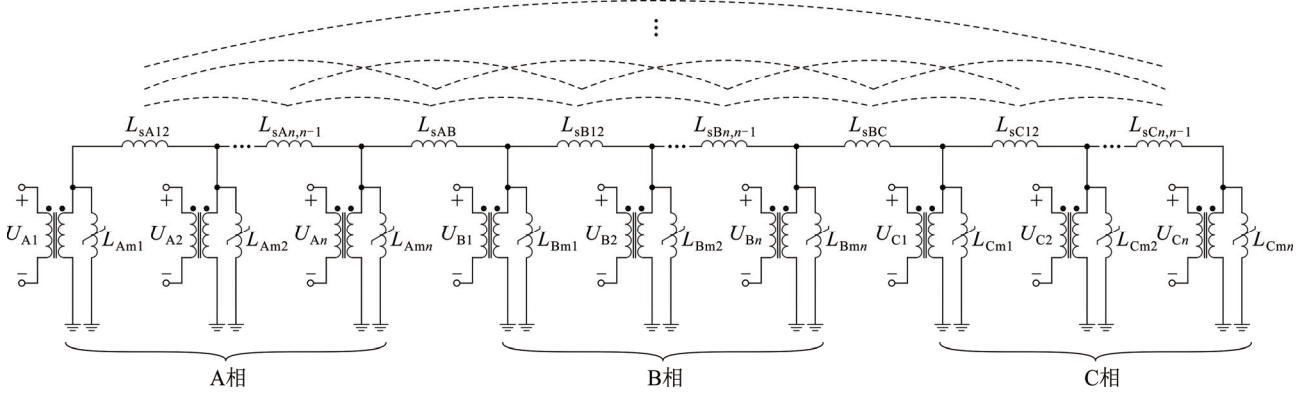 L_sA12 L_sAn,n−1 L_sAB L_sB12 L_sBn,n−1 L_sBC L_sC12 L_sCn,n−1
+ + + + + + + + +
U_A1 L_Am1 U_A2 L_Am2 U_An L_Amn U_B1 L_Bm1 U_B2 L_Bm2 U_Bn L_Bmn U_C1 L_Cm1 U_C2 L_Cm2 U_Cn L_Cmn
− − − − − − − − −
A相 B相 C相